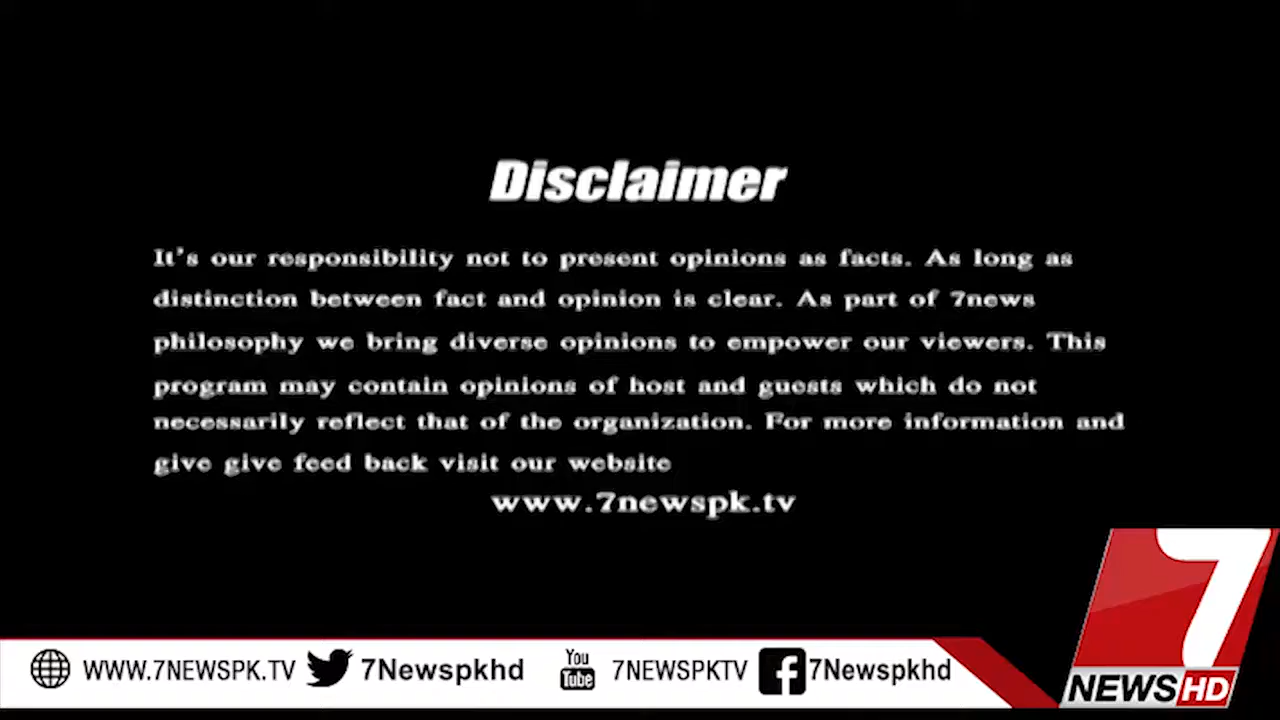 Disclaimer
It's our responsibility not to present opinions as facts. As long as
distinction between fact and opinion is clear. As part of 7news
philosophy we bring diverse opinions to empower our viewers. This
program may contain opinions of host and guests which do not
necessarily reflect that of the organization. For more information and
give give feed back visit our website
www.7newspk.tv
7
NEWS HD
WWW.7NEWSPK.TV 7Newspkhd You Tube 7NEWSPKTV f 7Newspkhd